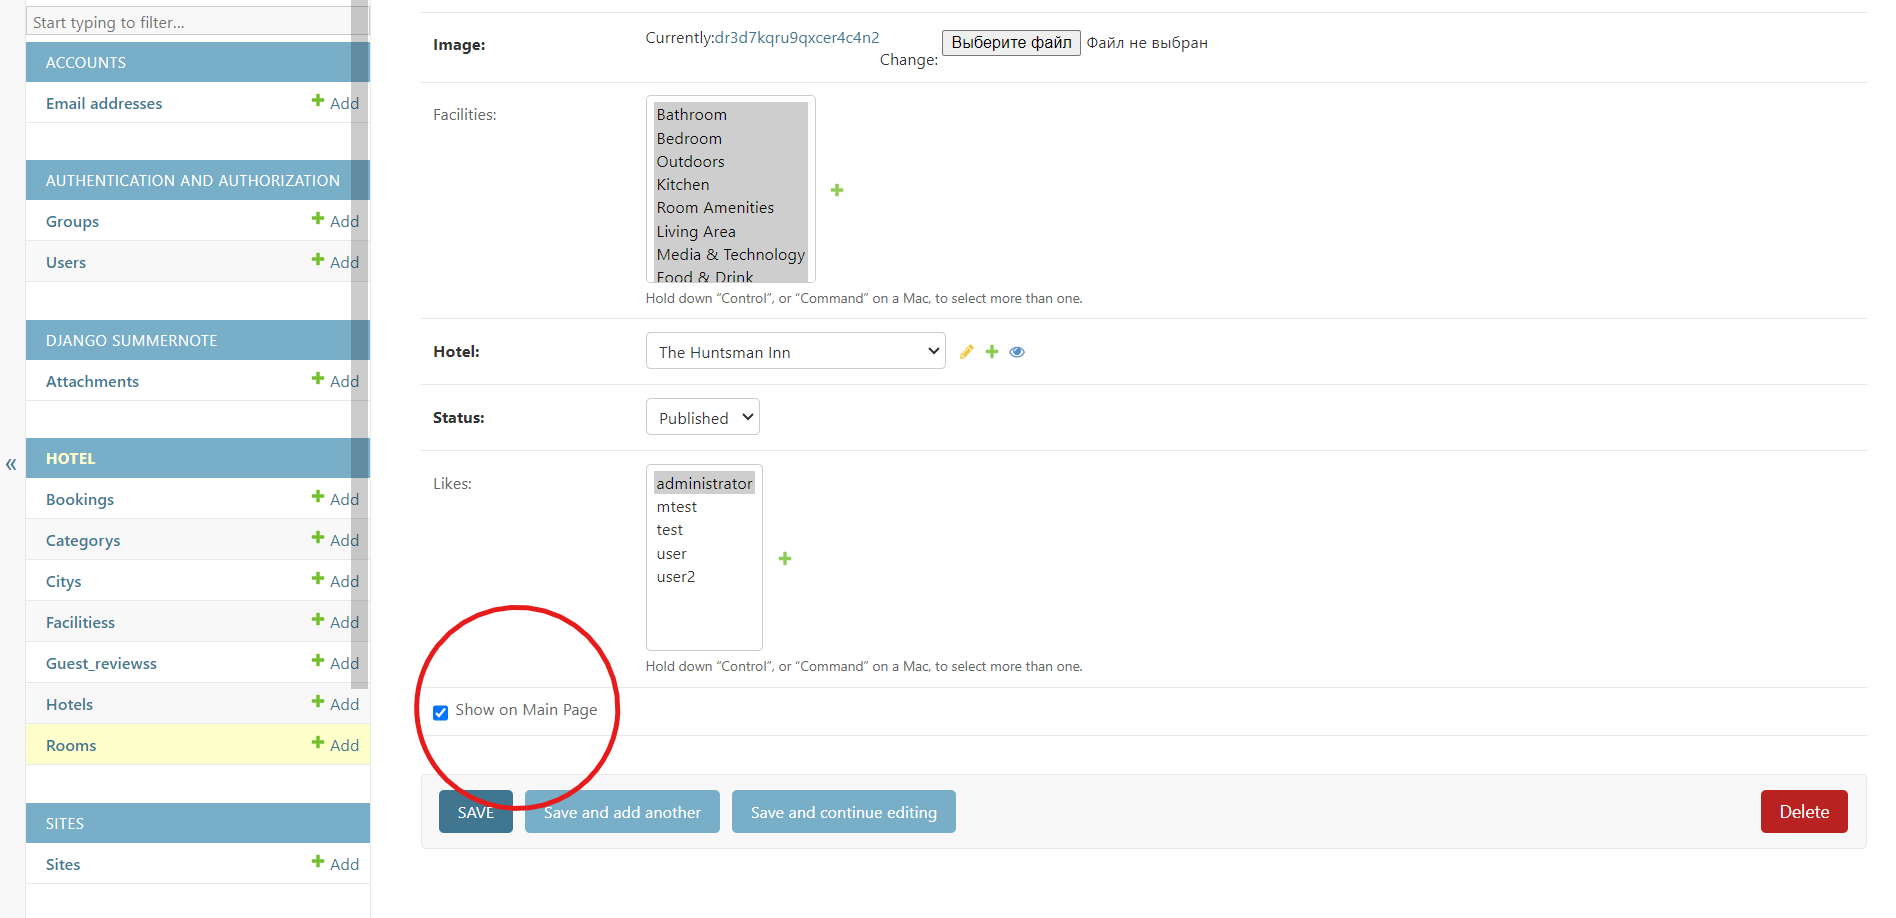 Start typing to filter...
ACCOUNTS
Email addresses Add
AUTHENTICATION AND AUTHORIZATION
Groups Add
Users Add
DJANGO SUMMERNOTE
Attachments Add
«
HOTEL
Bookings Add
Categorys Add
Citys Add
Facilitiess Add
Guest_reviewss Add
Hotels Add
Rooms Add
SITES
Sites Add
Image:
Currently:dr3d7kqru9qxcer4c4n2
Change: Выберите файл Файл не выбран
Facilities:
Bathroom
Bedroom
Outdoors
Kitchen
Room Amenities
Living Area
Media & Technology
Food & Drink
Hold down “Control”, or “Command” on a Mac, to select more than one.
Hotel: The Huntsman Inn
Status: Published
Likes:
administrator
mtest
test
user
user2
Hold down “Control”, or “Command” on a Mac, to select more than one.
Show on Main Page
SAVE Save and add another Save and continue editing Delete